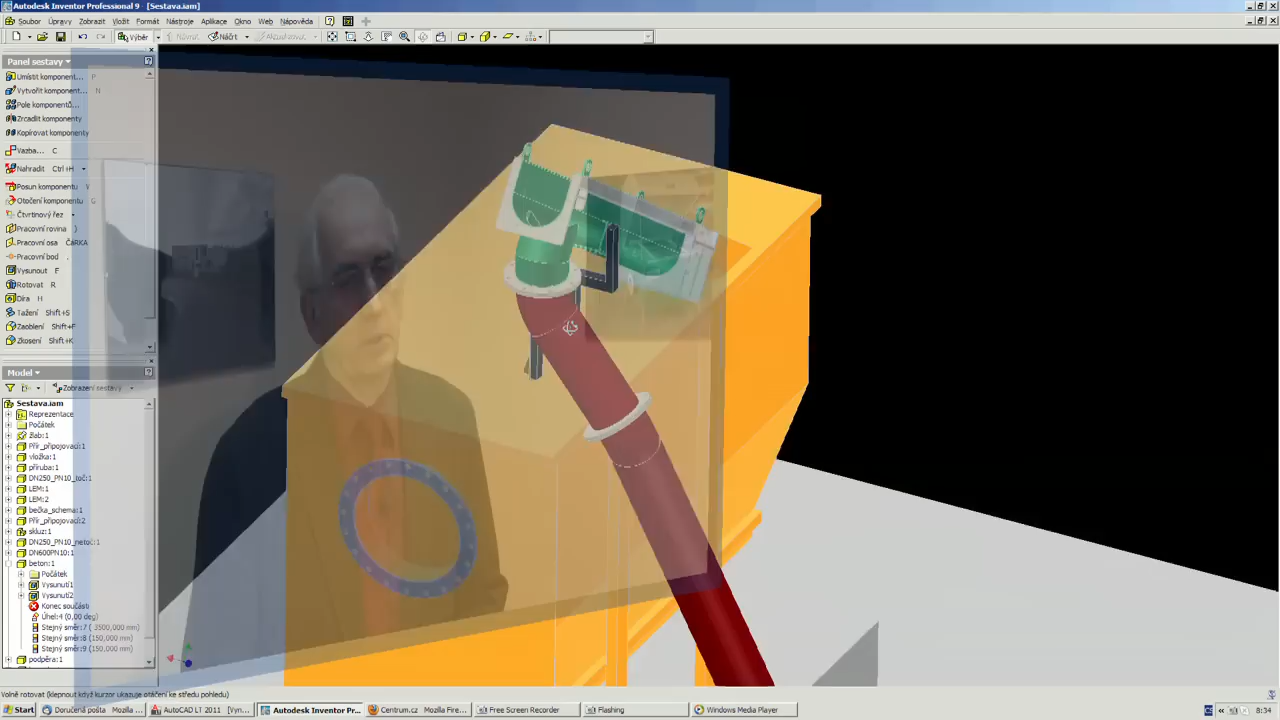 Autodesk Inventor Professional 9 - [Sestava.iam]
Soubor Úpravy Zobrazit Vložit Formát Nástroje Aplikace Okno Web Nápověda
Výběr Návrat Náčrt Aktualizovat
Panel sestavy
Umístit komponent... P
Vytvořit komponent... N
Pole komponentů...
Zrcadlit komponenty
Kopírovat komponenty
Vazba... C
Nahradit Ctrl+H
Posun komponentu V
Otočení komponentu G
Čtvrtinový řez
Pracovní rovina )
Pracovní osa ČáRKA
Pracovní bod .
Vysunout E
Rotovat R
Díra H
Tažení Shift+S
Zaoblení Shift+F
Zkosení Shift+K
Model
Zobrazení sestavy
Sestava.iam
Reprezentace
Počátek
žlab:1
Přír_připojovací:1
vložka:1
příruba:1
DN250_PN10_toč:1
LEM:1
LEM:2
bečka_schema:1
Přír_připojovací:2
skluz:1
DN250_PN10_netoč:1
DN600PN10:1
beton:1
Počátek
Vysunutí1
Vysunutí2
Konec součásti
Úhel:4 (0,00 deg)
Stejný směr:7 (-3500,000 mm)
Stejný směr:8 (150,000 mm)
Stejný směr:9 (150,000 mm)
podpěra:1
Volně rotovat (klepnout když kurzor ukazuje otáčení ke středu pohledu)
Start Doručená pošta - Mozilla ... AutoCAD LT 2011 - [Vyn... Autodesk Inventor Pr... Centrum.cz - Mozilla Fire... Free Screen Recorder Flashing Windows Media Player CS 8:34